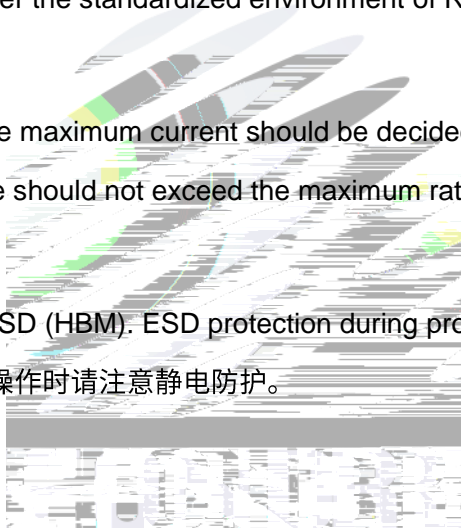 er the standardized environment of
e maximum current should be decided
e should not exceed the maximum rat
SD (HBM). ESD protection during pro
操作时请注意静电防护。